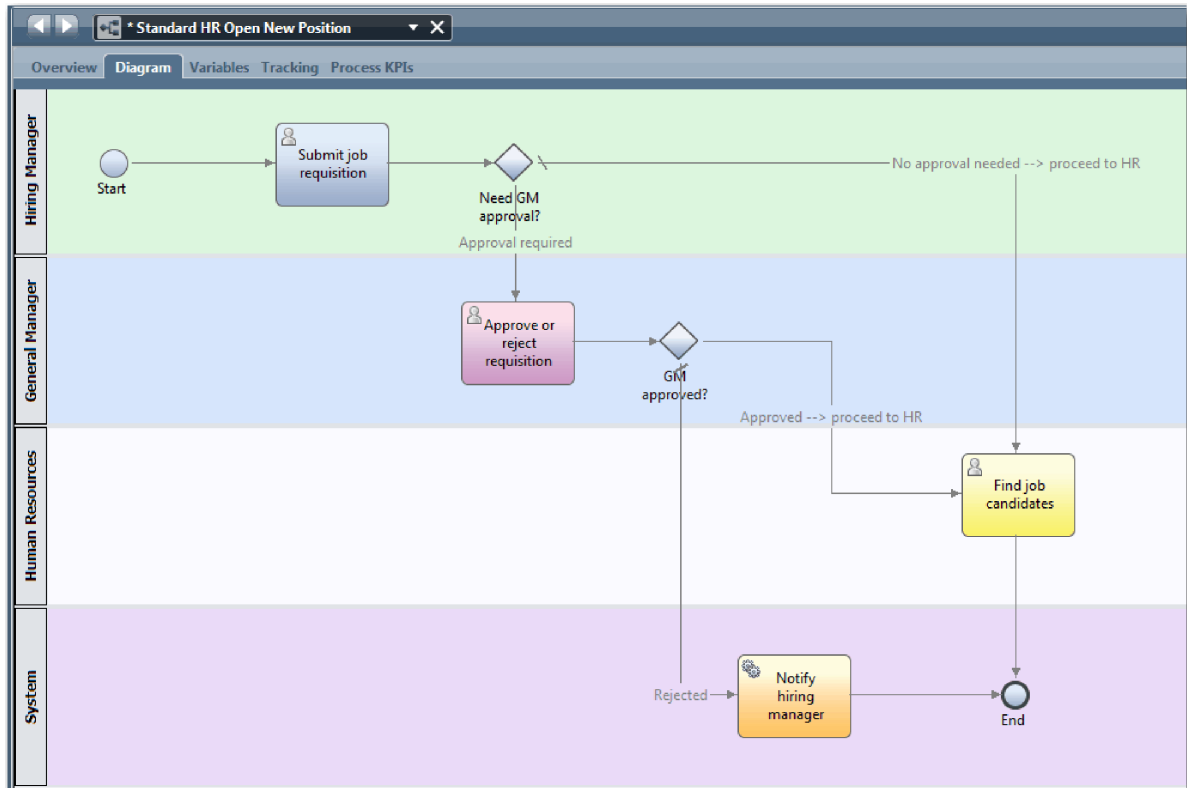 * Standard HR Open New Position
Overview Diagram Variables Tracking Process KPIs
Hiring Manager
Start
Submit job
requisition
Need GM
approval?
No approval needed --> proceed to HR
Approval required
General Manager
Approve or
reject
requisition
GM
approved?
Approved --> proceed to HR
Human Resources
Find job
candidates
System
Rejected
Notify
hiring
manager
End